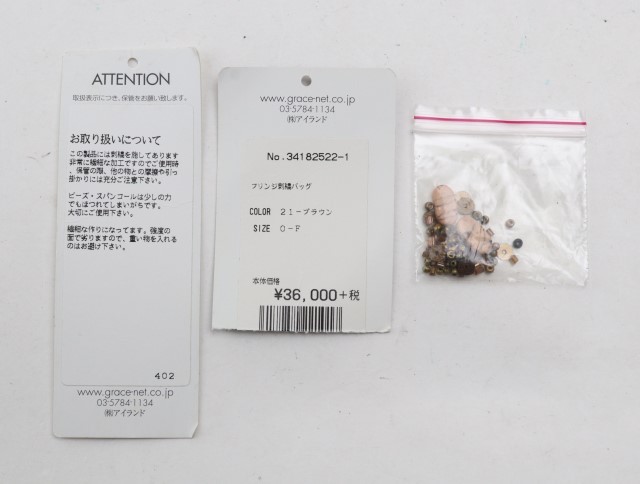 ATTENTION
取扱表示につき、保管をお願い致します。
お取り扱いについて
この製品には刺繍を施してあります
非常に繊細な加工ですのでご使用時
、保管の際、他の物との摩擦や引っ
掛かりには充分ご注意下さい。
ビーズ・スパンコールは少しの力
でもほつれてしまいがちです。
大切にご使用下さい。
繊細な作りになってます。強度の
面で劣りますので、重い物を入れる
のはお避け下さい。
402
www.grace-net.co.jp
03-5784-1134
㈱アイランド
www.grace-net.co.jp
03-5784-1134
㈱アイランド
No.34182522-1
フリンジ刺繍バッグ
COLOR 21-ブラウン
SIZE 0-F
本体価格
¥36,000+税